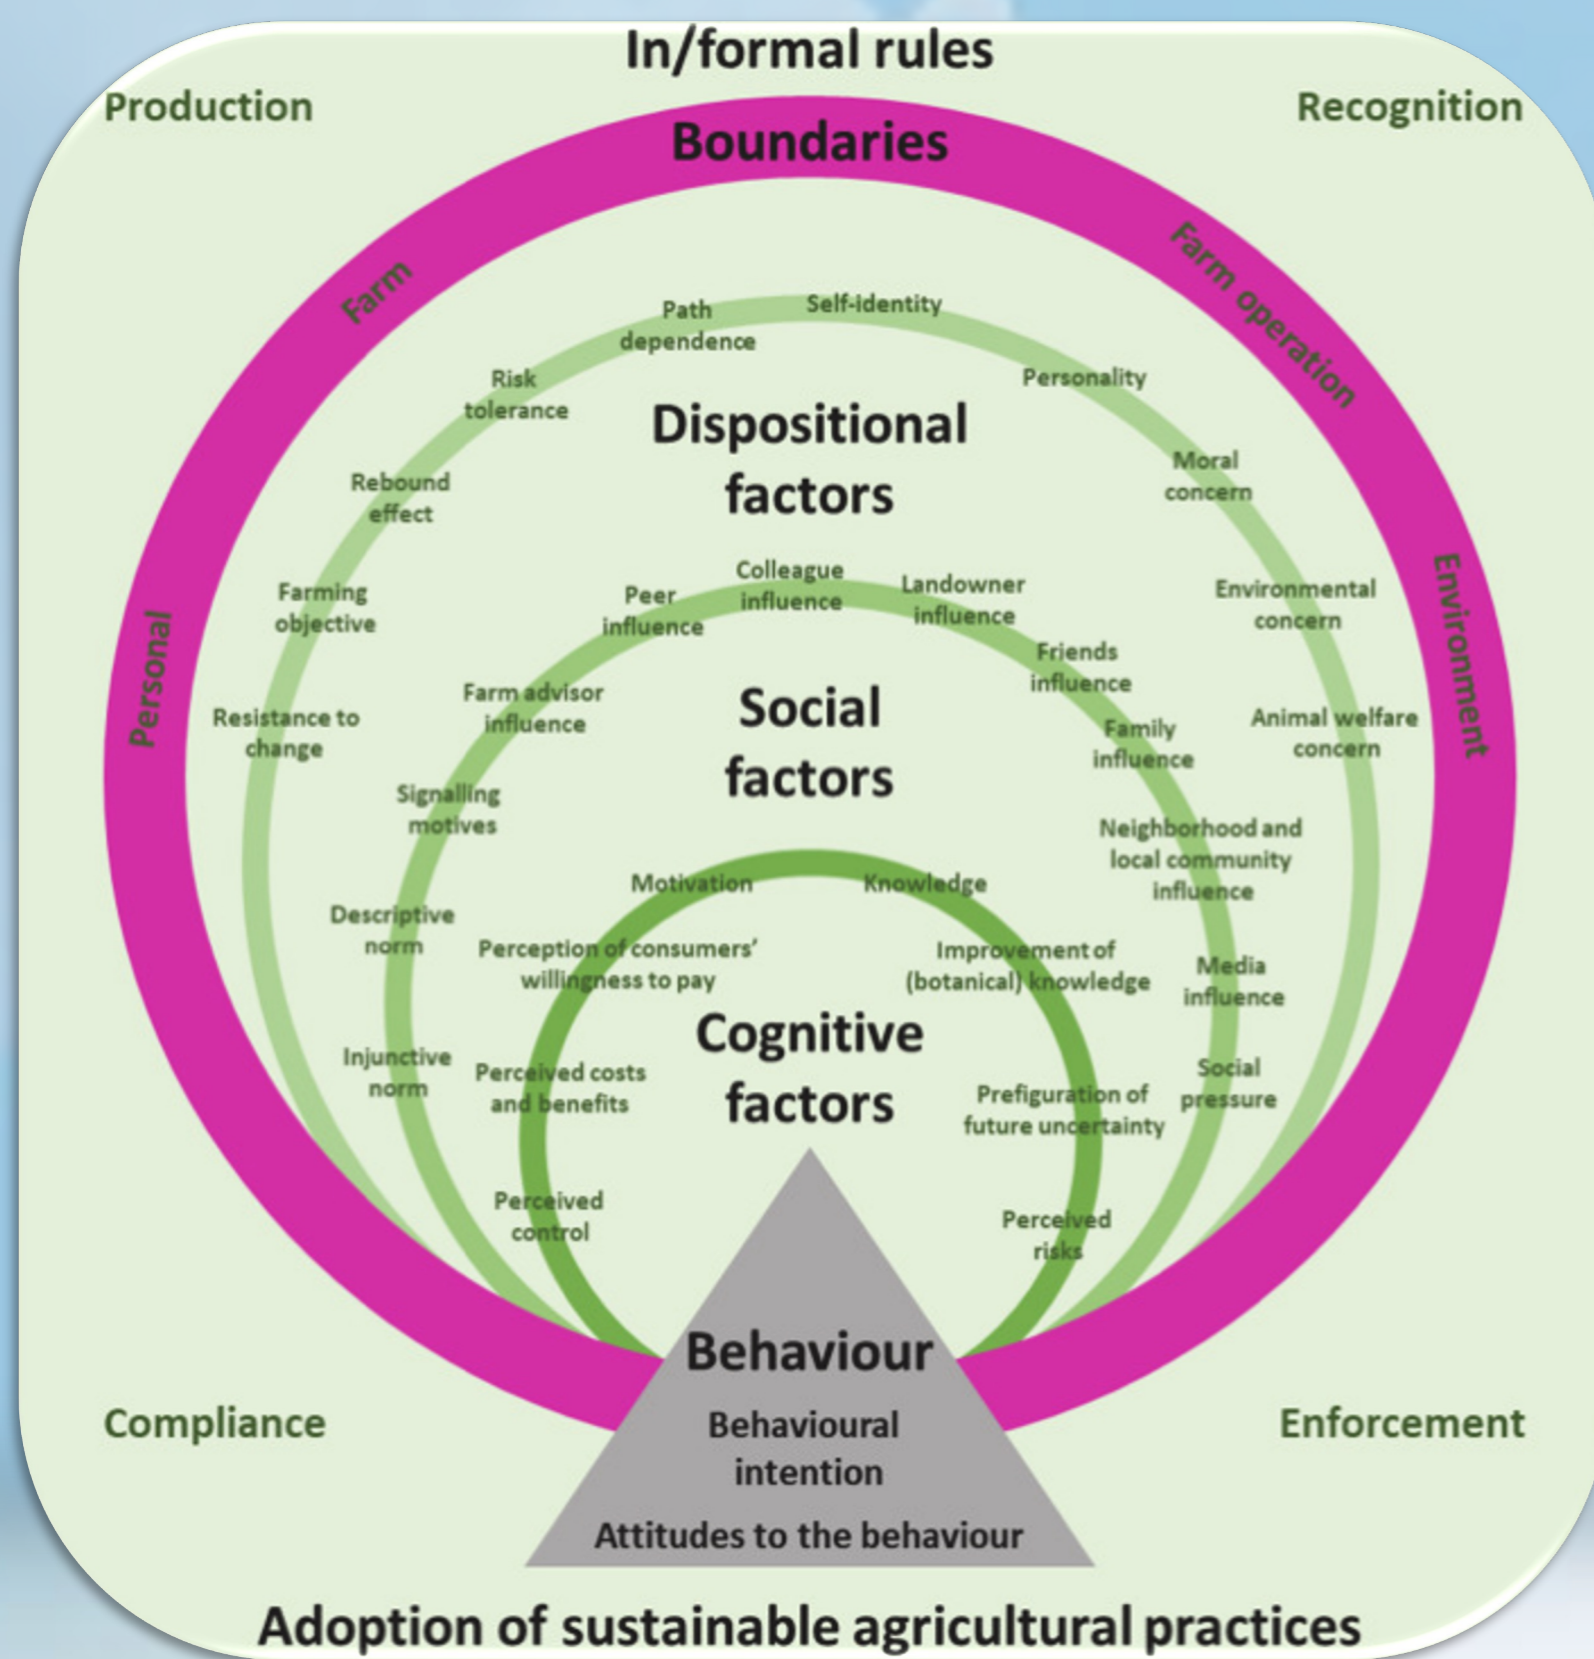 In/formal rules
Production
Recognition
Boundaries
Farm
Farm operation
Personal
Environment
Path
dependence
Self-identity
Risk
tolerance
Personality
Dispositional
factors
Rebound
effect
Moral
concern
Farming
objective
Environmental
concern
Resistance to
change
Animal welfare
concern
Colleague
influence
Peer
influence
Landowner
influence
Friends
influence
Farm advisor
influence
Social
factors
Family
influence
Signalling
motives
Neighborhood and
local community
influence
Descriptive
norm
Media
influence
Injunctive
norm
Social
pressure
Motivation
Knowledge
Perception of consumers’
willingness to pay
Improvement of
(botanical) knowledge
Cognitive
factors
Perceived costs
and benefits
Prefiguration of
future uncertainty
Perceived
control
Perceived
risks
Behaviour
Behavioural
intention
Attitudes to the behaviour
Compliance
Enforcement
Adoption of sustainable agricultural practices